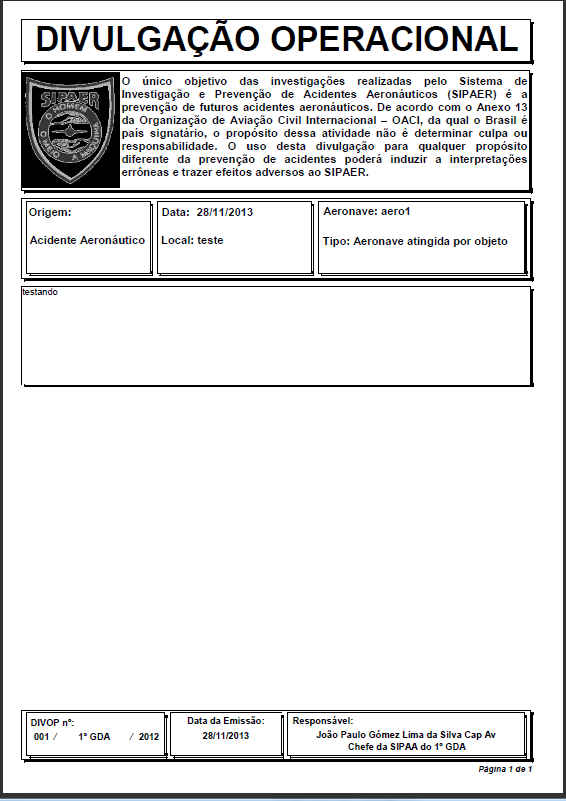 DIVULGAÇÃO OPERACIONAL
SIPAER
O HOMEM
O MEIO A MÁQUINA
O único objetivo das investigações realizadas pelo Sistema de
Investigação e Prevenção de Acidentes Aeronáuticos (SIPAER) é a
prevenção de futuros acidentes aeronáuticos. De acordo com o Anexo 13
da Organização de Aviação Civil Internacional – OACI, da qual o Brasil é
país signatário, o propósito dessa atividade não é determinar culpa ou
responsabilidade. O uso desta divulgação para qualquer propósito
diferente da prevenção de acidentes poderá induzir a interpretações
errôneas e trazer efeitos adversos ao SIPAER.
Origem:
Acidente Aeronáutico
Data: 28/11/2013
Local: teste
Aeronave: aero1
Tipo: Aeronave atingida por objeto
testando
DIVOP nº:
001 / 1º GDA / 2012
Data da Emissão:
28/11/2013
Responsável:
João Paulo Gómez Lima da Silva Cap Av
Chefe da SIPAA do 1º GDA
Página 1 de 1